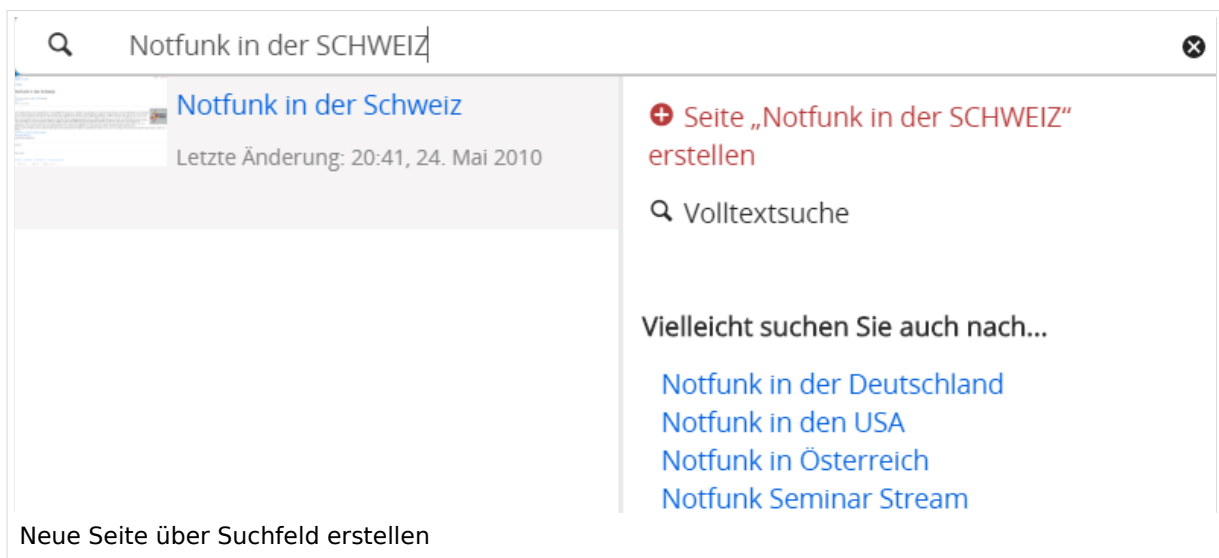 Notfunk in der SCHWEIZ
Notfunk in der Schweiz
Letzte Änderung: 20:41, 24. Mai 2010
Seite „Notfunk in der SCHWEIZ“
erstellen
Volltextsuche
Vielleicht suchen Sie auch nach...
Notfunk in der Deutschland
Notfunk in den USA
Notfunk in Österreich
Notfunk Seminar Stream
Neue Seite über Suchfeld erstellen